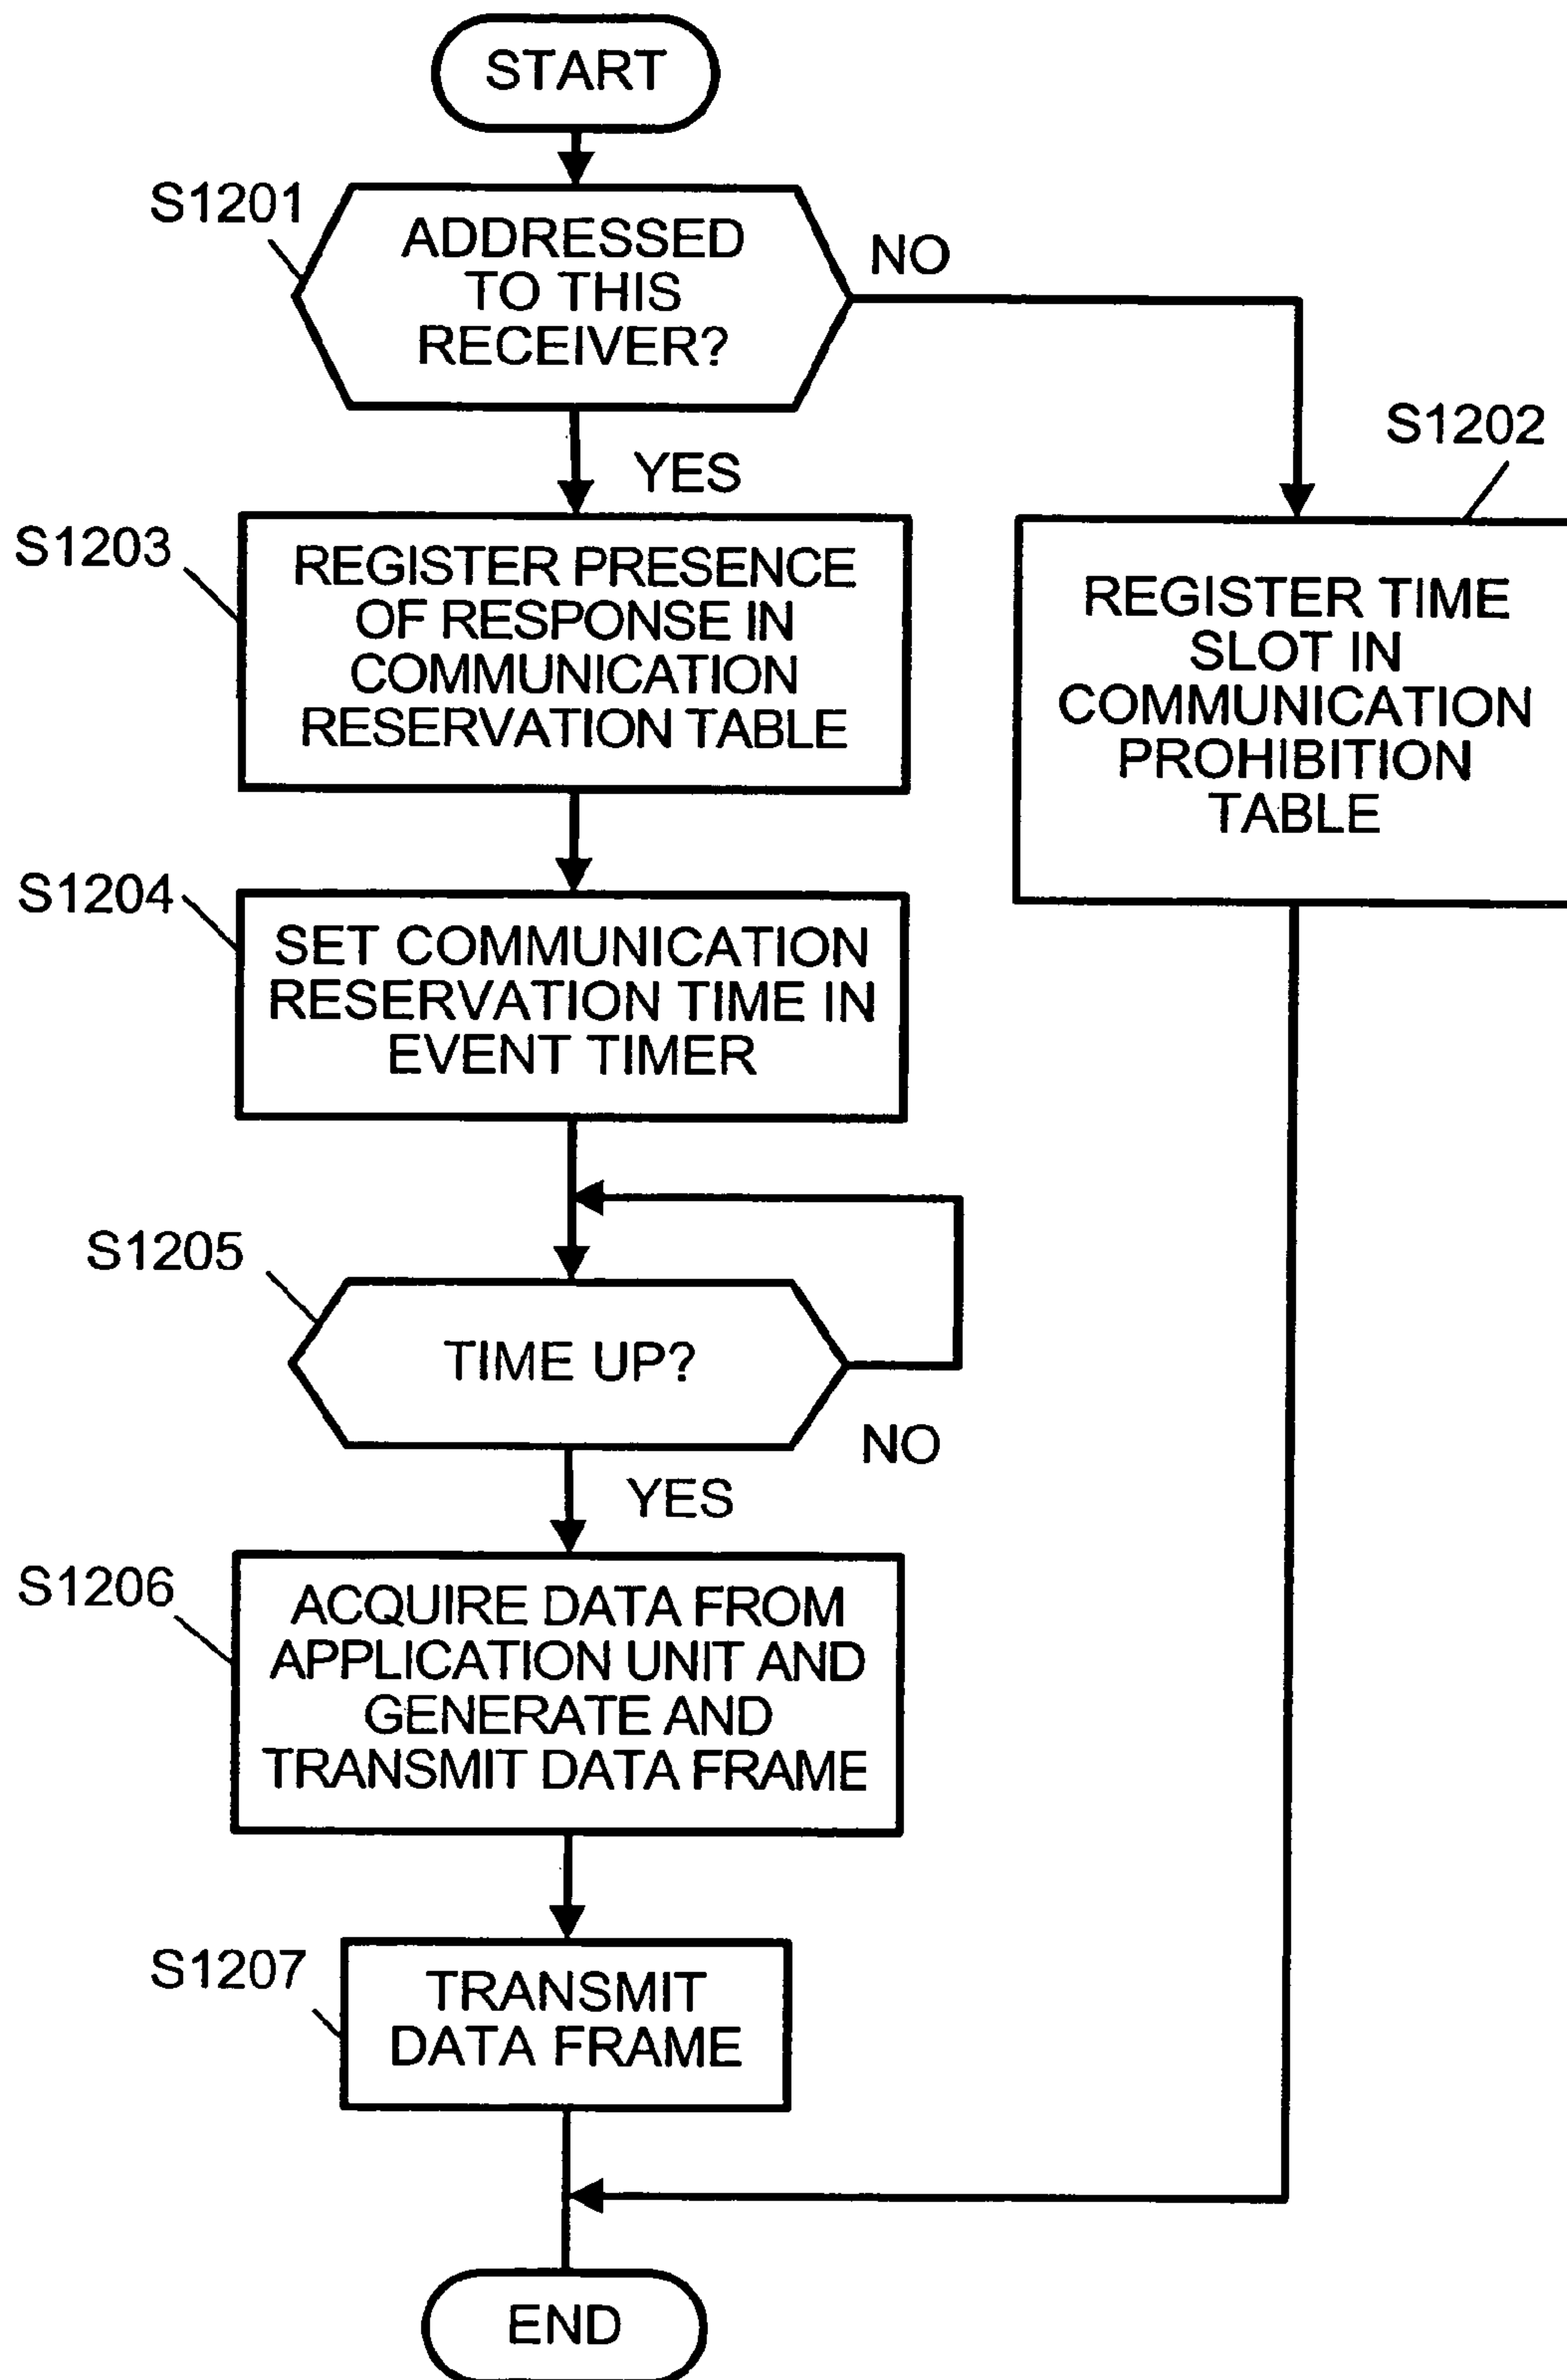 START
S1201
ADDRESSED
TO THIS
RECEIVER?
NO
YES
S1202
REGISTER TIME
SLOT IN
COMMUNICATION
PROHIBITION
TABLE
S1203
REGISTER PRESENCE
OF RESPONSE IN
COMMUNICATION
RESERVATION TABLE
S1204
SET COMMUNICATION
RESERVATION TIME IN
EVENT TIMER
S1205
TIME UP?
NO
YES
S1206
ACQUIRE DATA FROM
APPLICATION UNIT AND
GENERATE AND
TRANSMIT DATA FRAME
S1207
TRANSMIT
DATA FRAME
END